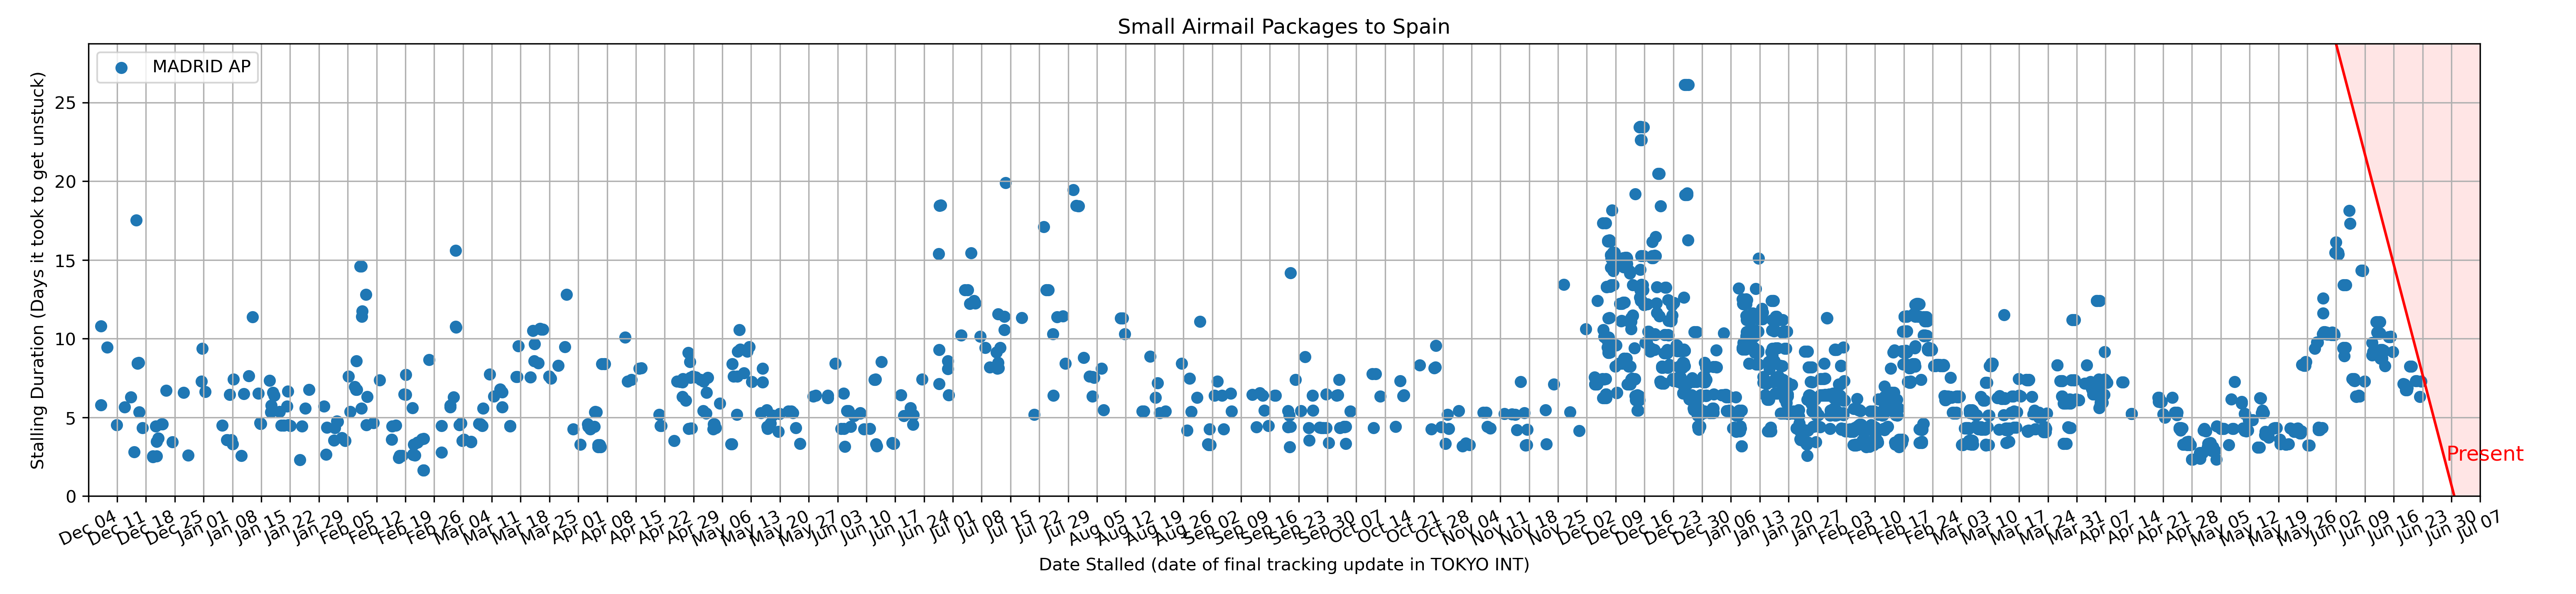 Small Airmail Packages to Spain
MADRID AP
Stalling Duration (Days it took to get unstuck)
25
20
15
10
5
0
Present
Dec 04
Dec 11
Dec 18
Dec 25
Jan 01
Jan 08
Jan 15
Jan 22
Jan 29
Feb 05
Feb 12
Feb 19
Feb 26
Mar 04
Mar 11
Mar 18
Mar 25
Apr 01
Apr 08
Apr 15
Apr 22
Apr 29
May 06
May 13
May 20
May 27
Jun 03
Jun 10
Jun 17
Jun 24
Jul 01
Jul 08
Jul 15
Jul 22
Jul 29
Aug 05
Aug 12
Aug 19
Aug 26
Sep 02
Sep 09
Sep 16
Sep 23
Sep 30
Oct 07
Oct 14
Oct 21
Oct 28
Nov 04
Nov 11
Nov 18
Nov 25
Dec 02
Dec 09
Dec 16
Dec 23
Dec 30
Jan 06
Jan 13
Jan 20
Jan 27
Feb 03
Feb 10
Feb 17
Feb 24
Mar 03
Mar 10
Mar 17
Mar 24
Mar 31
Apr 07
Apr 14
Apr 21
Apr 28
May 05
May 12
May 19
May 26
Jun 02
Jun 09
Jun 16
Jun 23
Jun 30
Jul 07
Date Stalled (date of final tracking update in TOKYO INT)